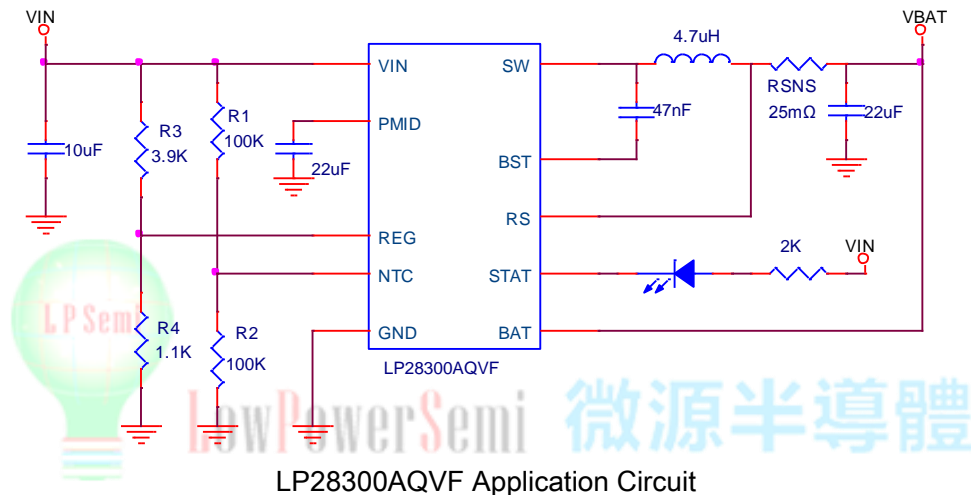 VIN
VBAT
4.7uH
VIN
SW
RSNS
25mΩ
47nF
22uF
R3
3.9K
R1
100K
PMID
10uF
22uF
BST
RS
REG
2K
VIN
NTC
STAT
LP Semi
R4
1.1K
R2
100K
GND
BAT
LP28300AQVF
LowPowerSemi 微源半導體
LP28300AQVF Application Circuit